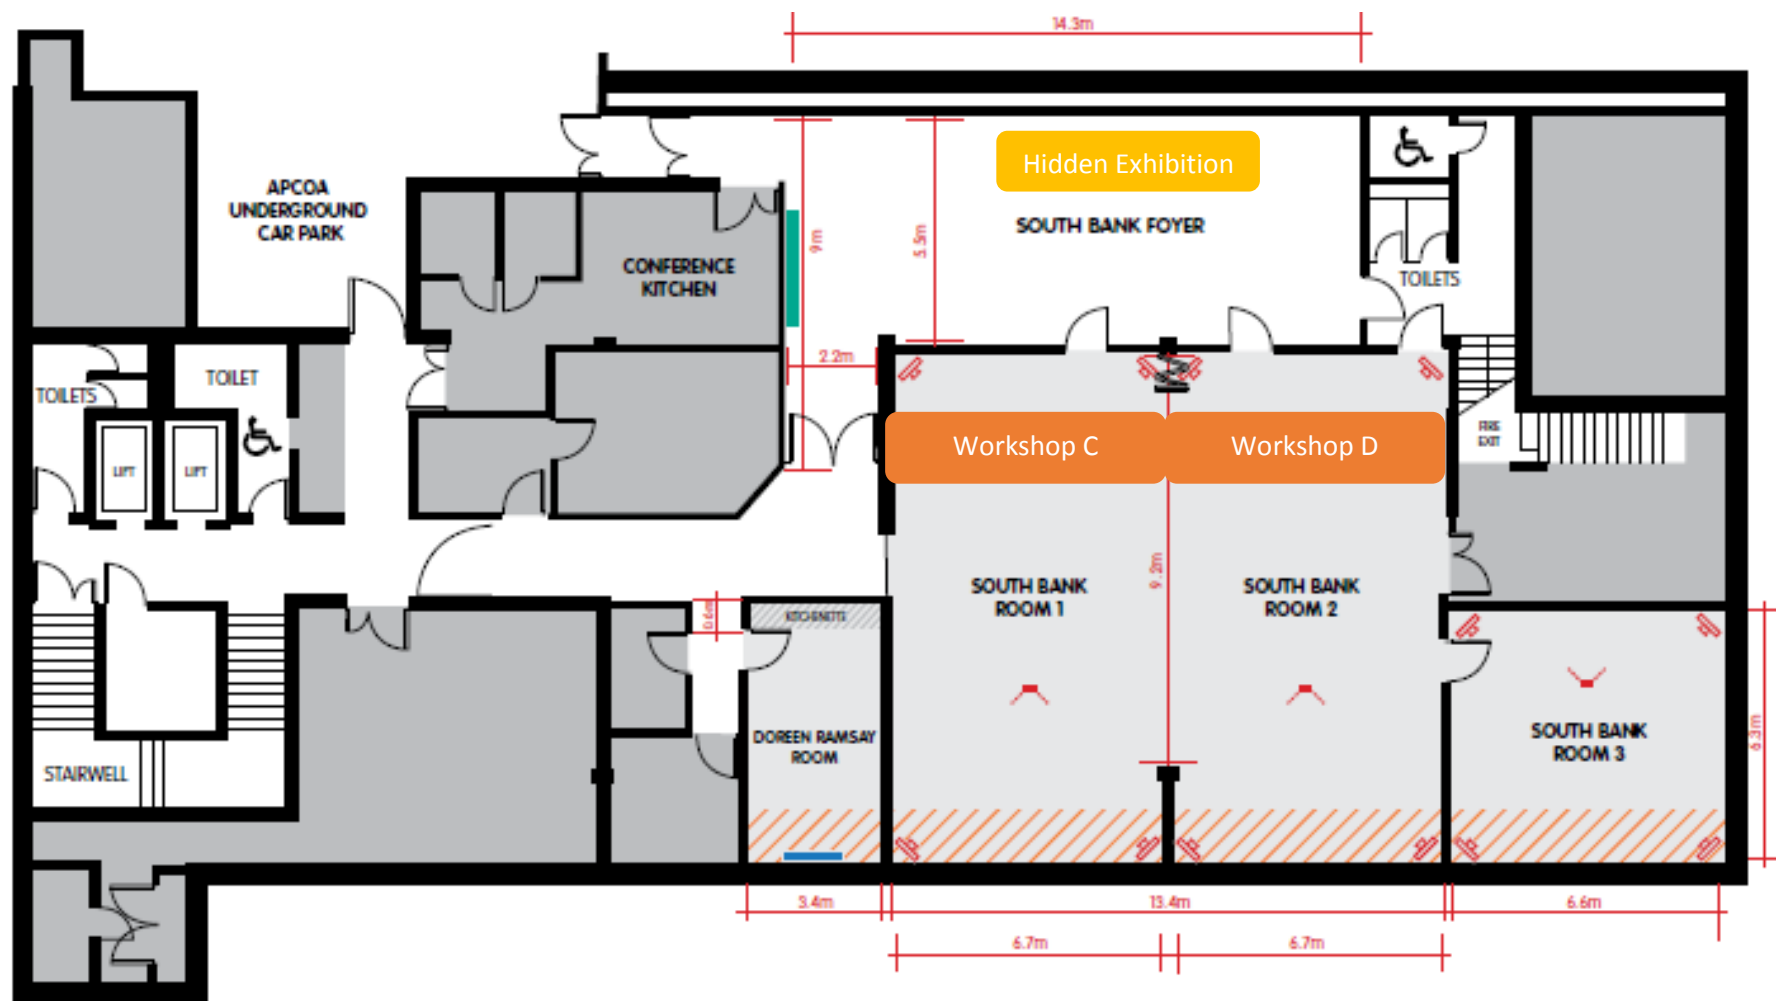 14.3m
Hidden Exhibition
APCOA
UNDERGROUND
CAR PARK
SOUTH BANK FOYER
9m
5.5m
CONFERENCE
KITCHEN
TOILETS
2.2m
TOILET
TOILETS
LIFT
LIFT
Workshop C
Workshop D
FIRE
EXIT
9.2m
SOUTH BANK
ROOM 1
SOUTH BANK
ROOM 2
0.6m
KITCHENETTE
DOREEN RAMSAY
ROOM
SOUTH BANK
ROOM 3
6.3m
STAIRWELL
3.4m
13.4m
6.6m
6.7m
6.7m